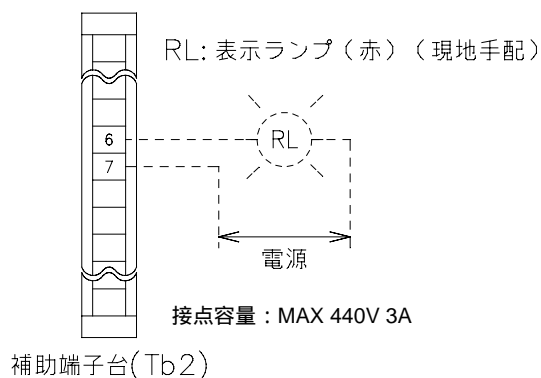 RL: 表示ランプ(赤)(現地手配)
6
RL
7
電源
接点容量:MAX 440V 3A
補助端子台(Tb2)